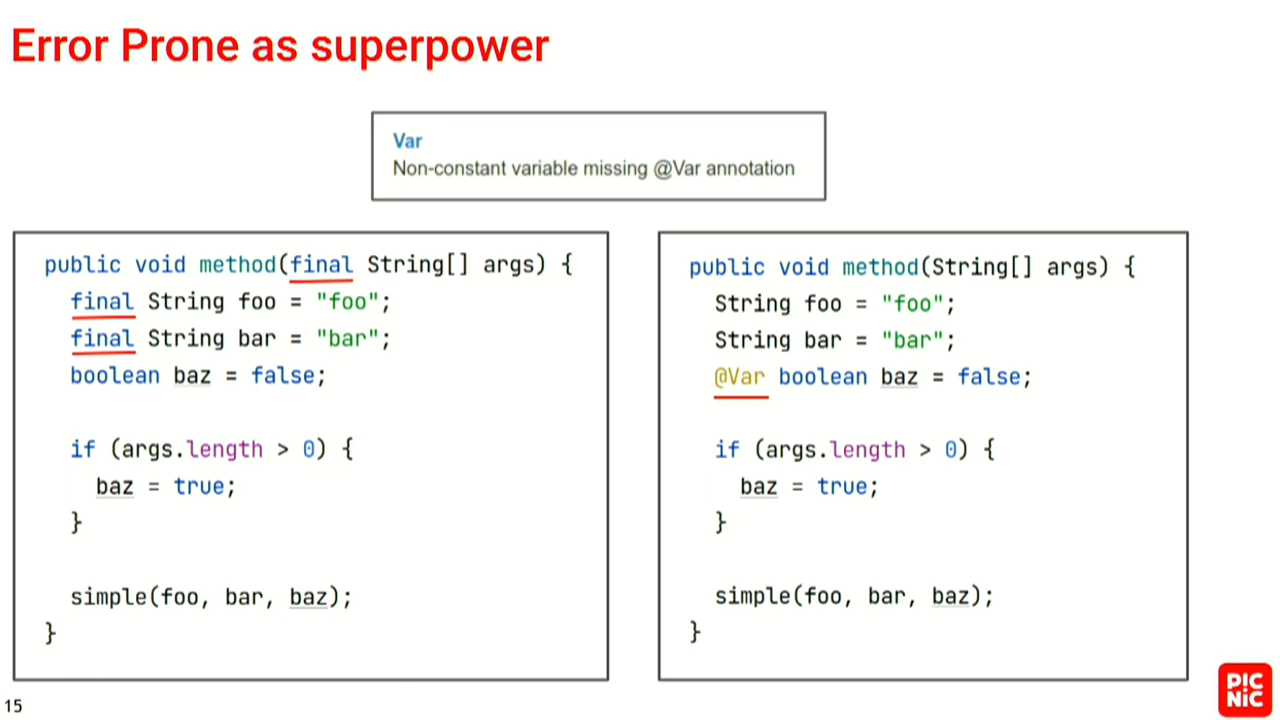 Error Prone as superpower
Var
Non-constant variable missing @Var annotation
public void method(final String[] args) {
final String foo = "foo";
final String bar = "bar";
boolean baz = false;
if (args.length > 0) {
baz = true;
}
simple(foo, bar, baz);
}
public void method(String[] args) {
String foo = "foo";
String bar = "bar";
@Var boolean baz = false;
if (args.length > 0) {
baz = true;
}
simple(foo, bar, baz);
}
15
PIC
NIC